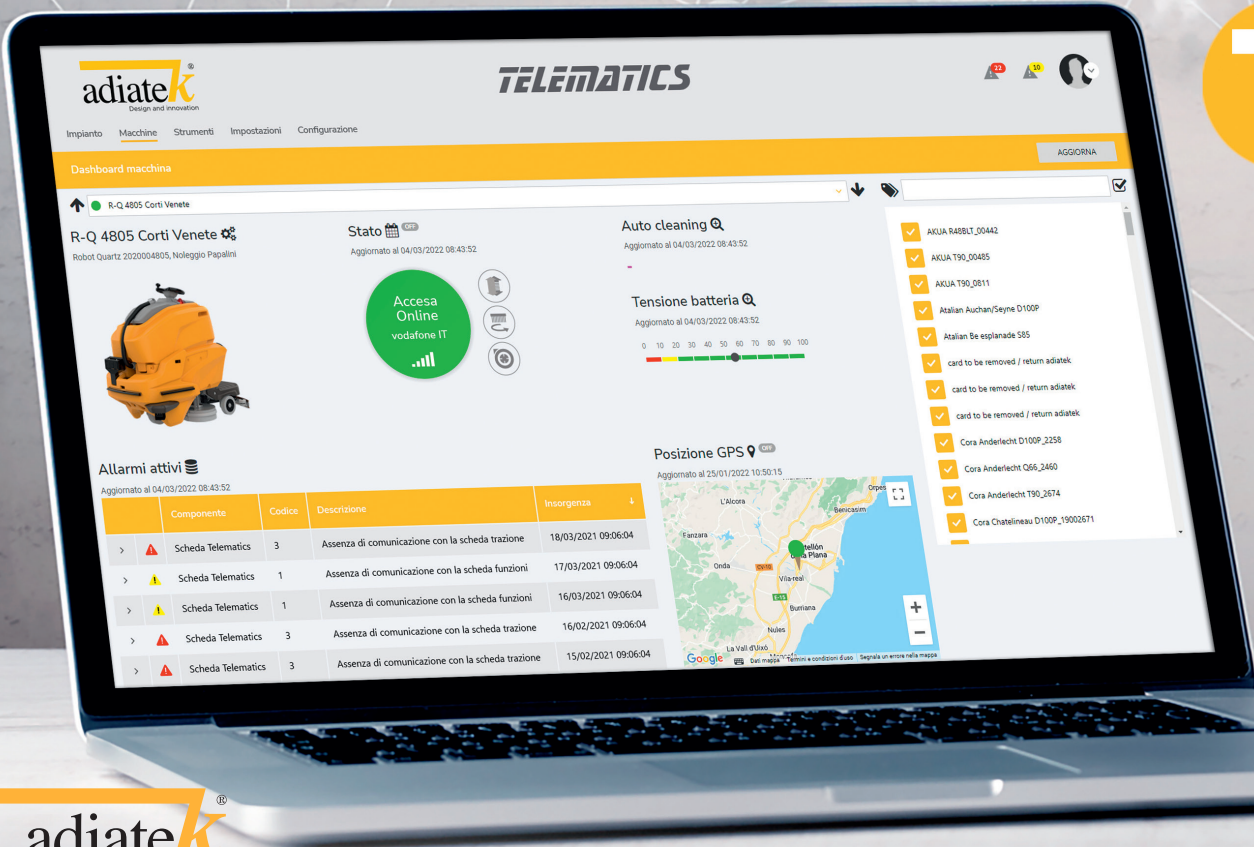 adiatek®
Design and innovation
TELEMATICS
22
10
Impianto Macchine Strumenti Impostazioni Configurazione
Dashboard macchina
AGGIORNA
R-Q 4805 Corti Venete
R-Q 4805 Corti Venete
Robot Quartz 2020004805, Noleggio Papalini
Stato OFF
Aggiornato al 04/03/2022 08:43:52
Accesa
Online
vodafone IT
Auto cleaning
Aggiornato al 04/03/2022 08:43:52
-
Tensione batteria
Aggiornato al 04/03/2022 08:43:52
0 10 20 30 40 50 60 70 80 90 100
AKUA R48BLT_00442
AKUA T90_00485
AKUA T90_0811
Atalian Auchan/Seyne D100P
Atalian Be esplanade S85
card to be removed / return adiatek
card to be removed / return adiatek
card to be removed / return adiatek
Cora Anderlecht D100P_2258
Cora Anderlecht Q66_2460
Cora Anderlecht T90_2674
Cora Chatelineau D100P_19002671
Allarmi attivi
Aggiornato al 04/03/2022 08:43:52
Componente Codice Descrizione Insorgenza
Scheda Telematics 3 Assenza di comunicazione con la scheda trazione 18/03/2021 09:06:04
Scheda Telematics 1 Assenza di comunicazione con la scheda funzioni 17/03/2021 09:06:04
Scheda Telematics 1 Assenza di comunicazione con la scheda funzioni 16/03/2021 09:06:04
Scheda Telematics 3 Assenza di comunicazione con la scheda trazione 16/02/2021 09:06:04
Scheda Telematics 3 Assenza di comunicazione con la scheda trazione 15/02/2021 09:06:04
Posizione GPS OFF
Aggiornato al 25/01/2022 10:50:15
L'Alcora
Orpes
Benicasim
Fanzara
tellón
la Plana
Onda
CV-10
Vila-real
E-15
Burriana
Nules
La Vall d'Uixó
Google Dati mappa Termini e condizioni d'uso Segnala un errore nella mappa
adiatek®